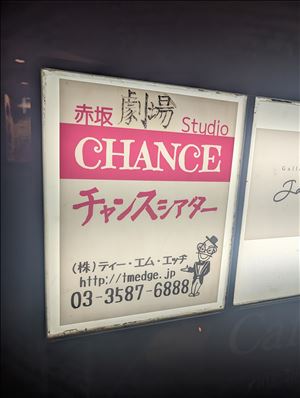 赤坂 劇場 Studio
CHANCE
チャンスシアター
(株)ティー・エム・エッヂ
http://tmedge.jp
03-3587-6888